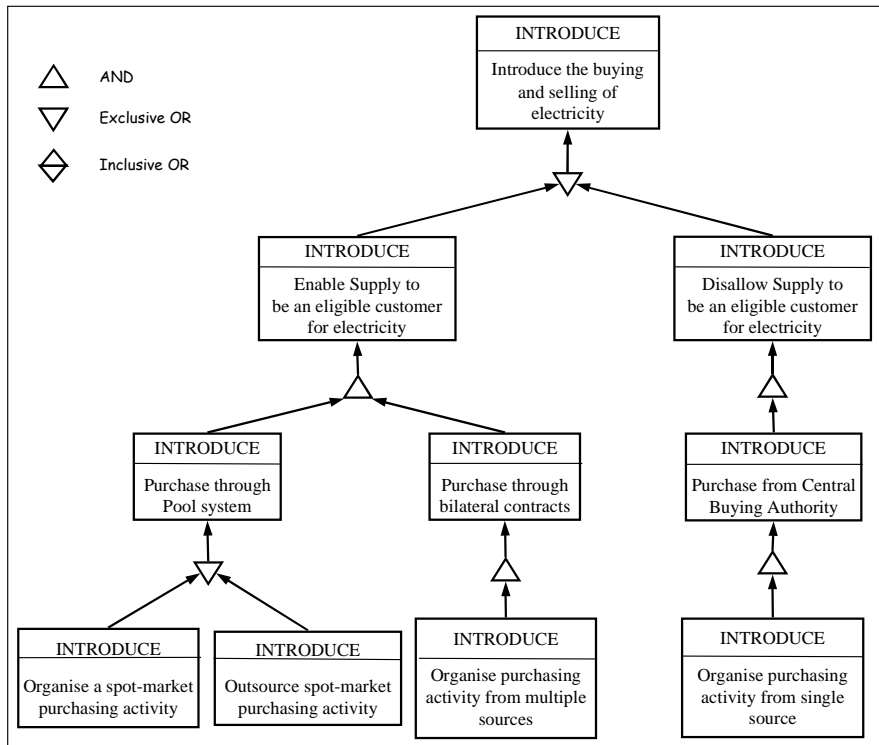 AND
Exclusive OR
Inclusive OR
INTRODUCE
Introduce the buying
and selling of
electricity
INTRODUCE
Enable Supply to
be an eligible customer
for electricity
INTRODUCE
Disallow Supply to
be an eligible customer
for electricity
INTRODUCE
Purchase through
Pool system
INTRODUCE
Purchase through
bilateral contracts
INTRODUCE
Purchase from Central
Buying Authority
INTRODUCE
Organise a spot-market
purchasing activity
INTRODUCE
Outsource spot-market
purchasing activity
INTRODUCE
Organise purchasing
activity from multiple
sources
INTRODUCE
Organise purchasing
activity from single
source